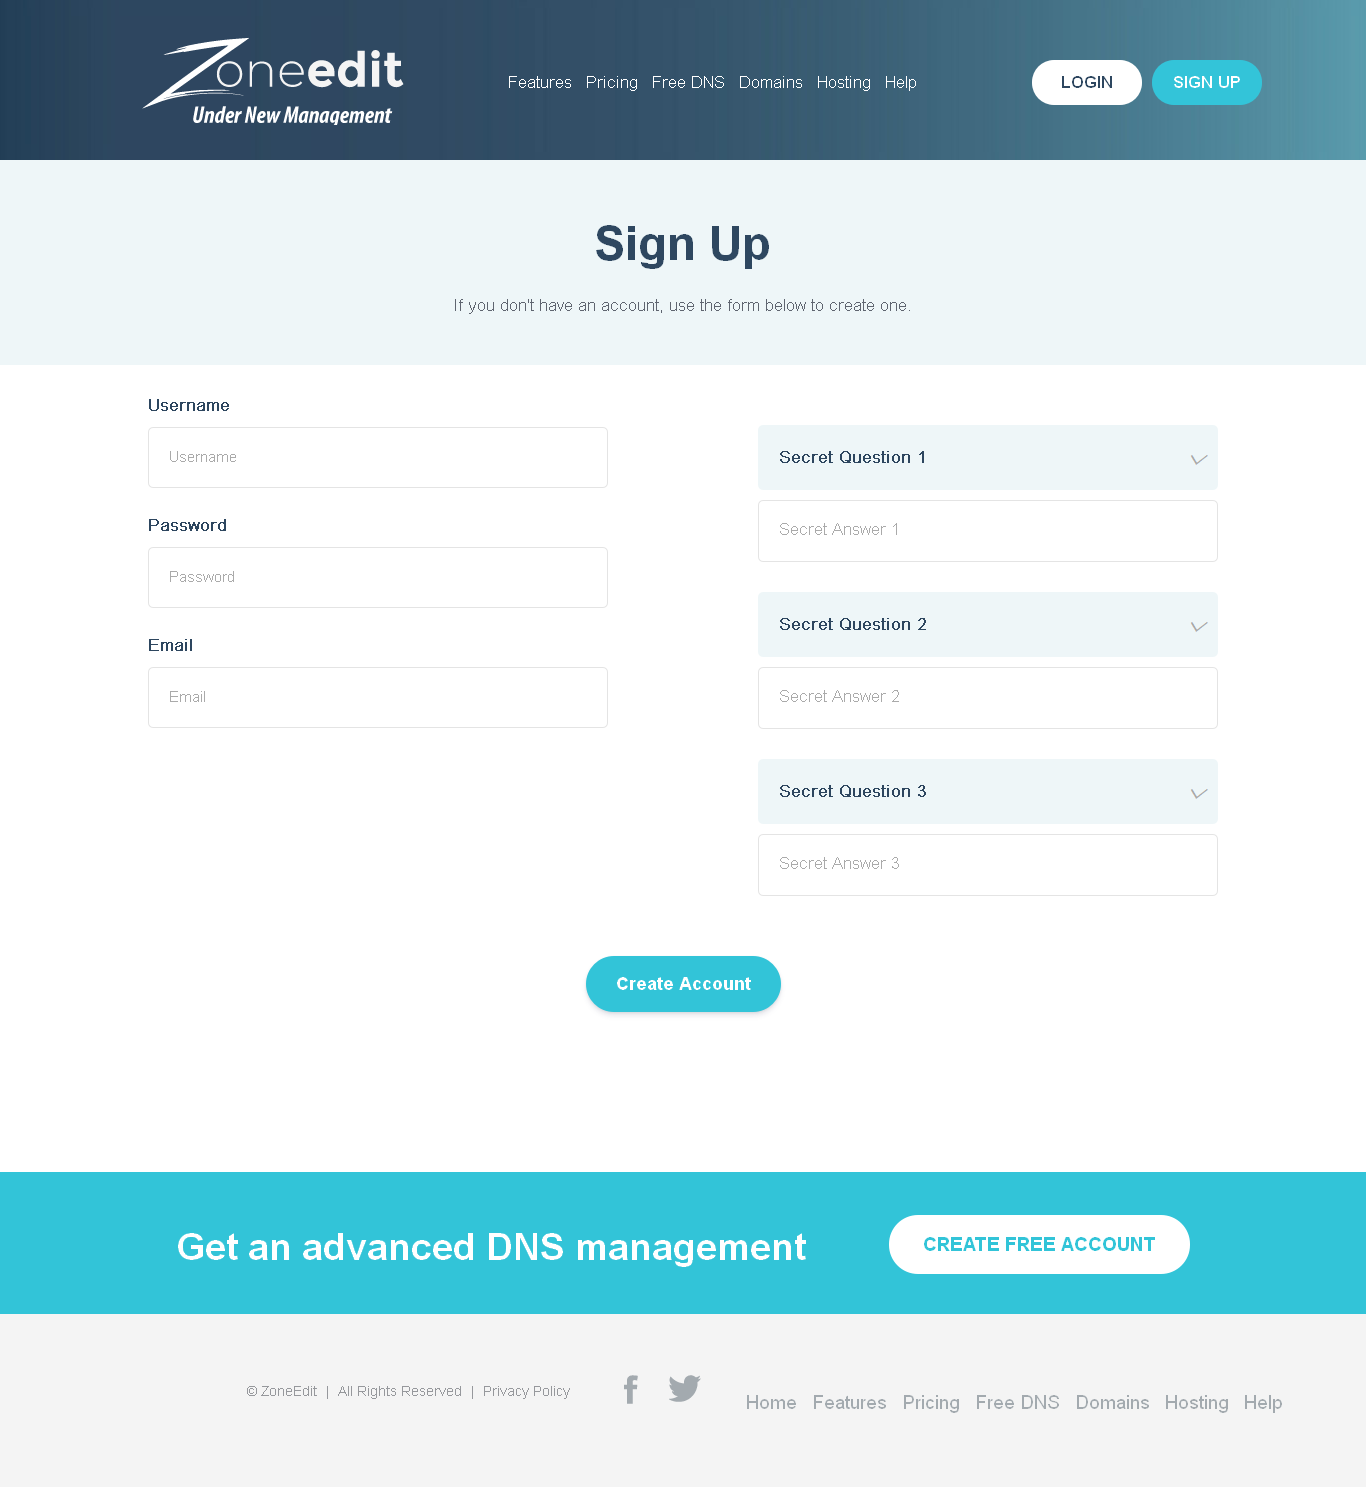 Zoneedit
Under New Management
Features Pricing Free DNS Domains Hosting Help
LOGIN
SIGN UP
Sign Up
If you don't have an account, use the form below to create one.
Username
Username
Password
Password
Email
Email
Secret Question 1
Secret Answer 1
Secret Question 2
Secret Answer 2
Secret Question 3
Secret Answer 3
Create Account
Get an advanced DNS management
CREATE FREE ACCOUNT
© ZoneEdit | All Rights Reserved | Privacy Policy
Home Features Pricing Free DNS Domains Hosting Help